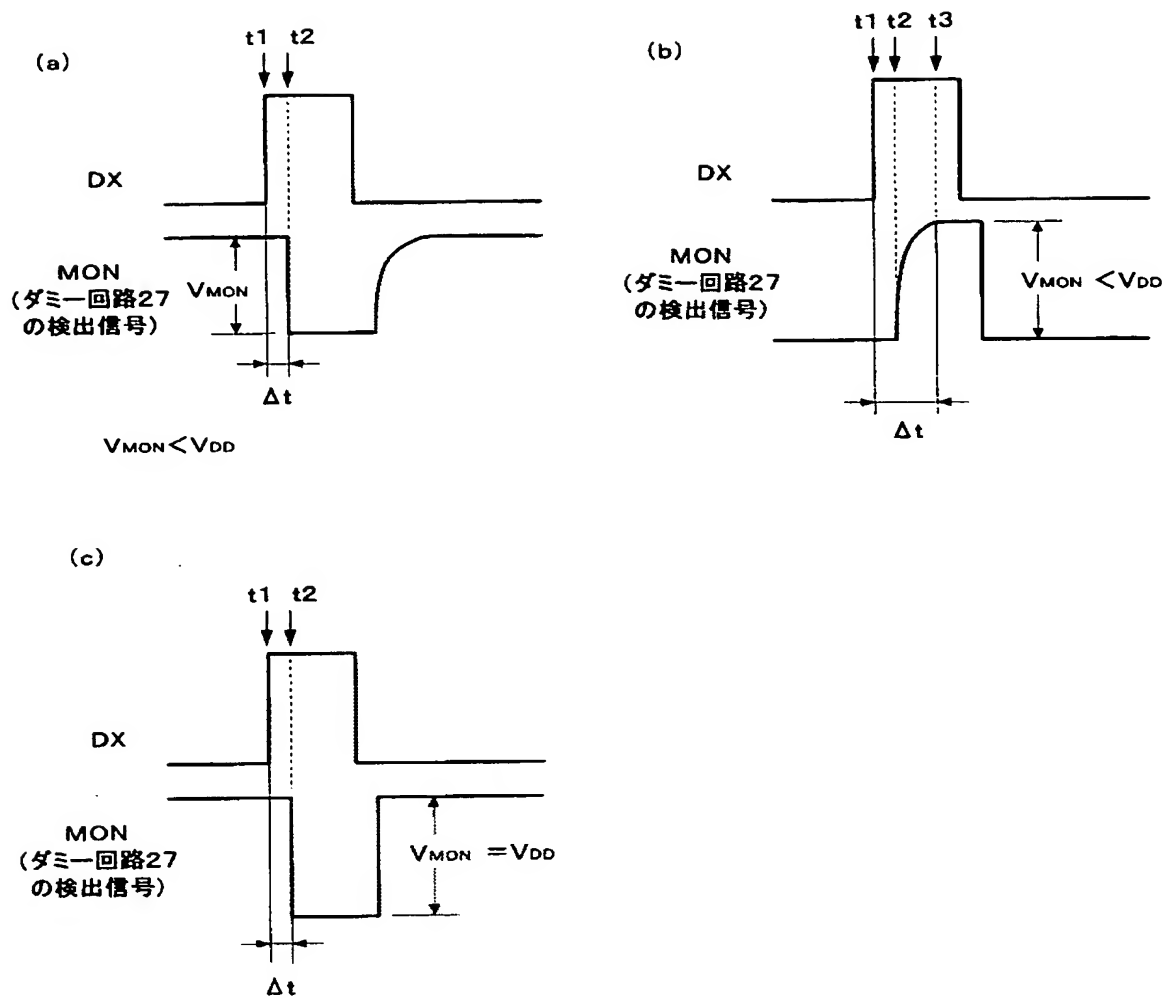 (a)
t1 t2
DX
MON
(ダミー回路27
の検出信号)
VMON
Δt
VMON<VDD
(b)
t1 t2 t3
DX
MON
(ダミー回路27
の検出信号)
VMON <VDD
Δt
(c)
t1 t2
DX
MON
(ダミー回路27
の検出信号)
VMON =VDD
Δt